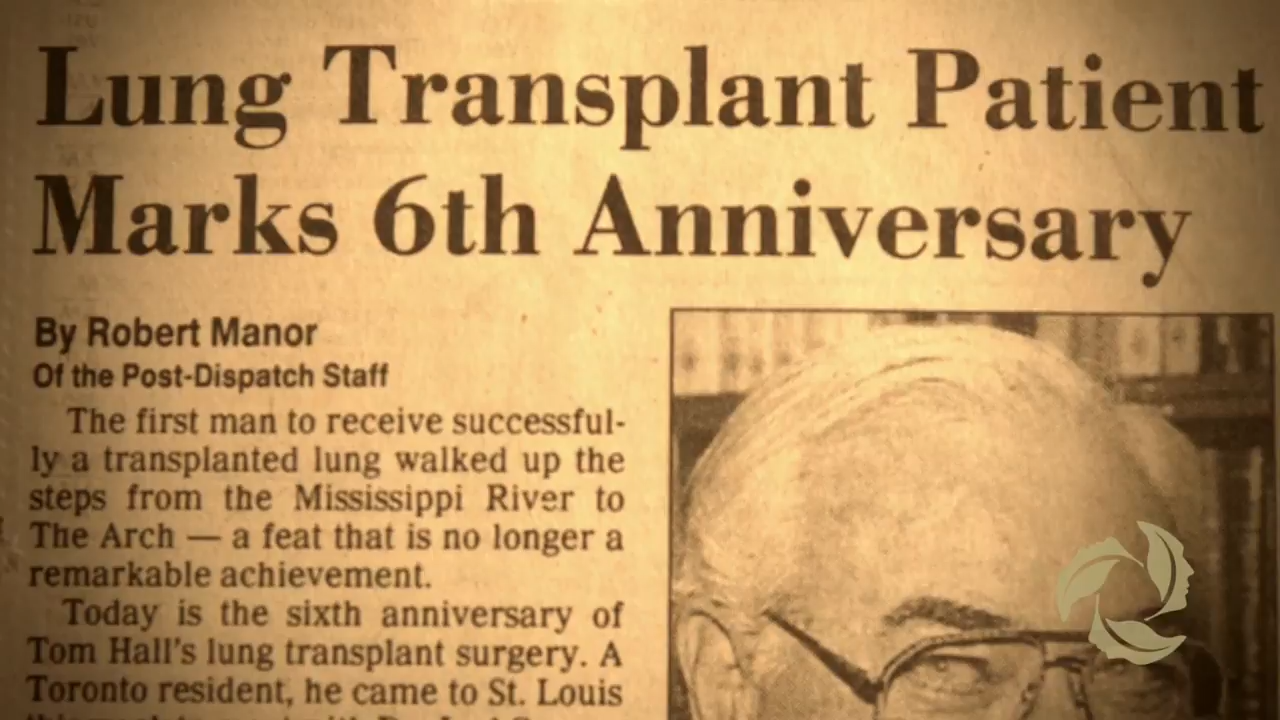 Lung Transplant Patient
Marks 6th Anniversary
By Robert Manor
Of the Post-Dispatch Staff
The first man to receive successful-
ly a transplanted lung walked up the
steps from the Mississippi River to
The Arch — a feat that is no longer a
remarkable achievement.
Today is the sixth anniversary of
Tom Hall's lung transplant surgery. A
Toronto resident, he came to St. Louis